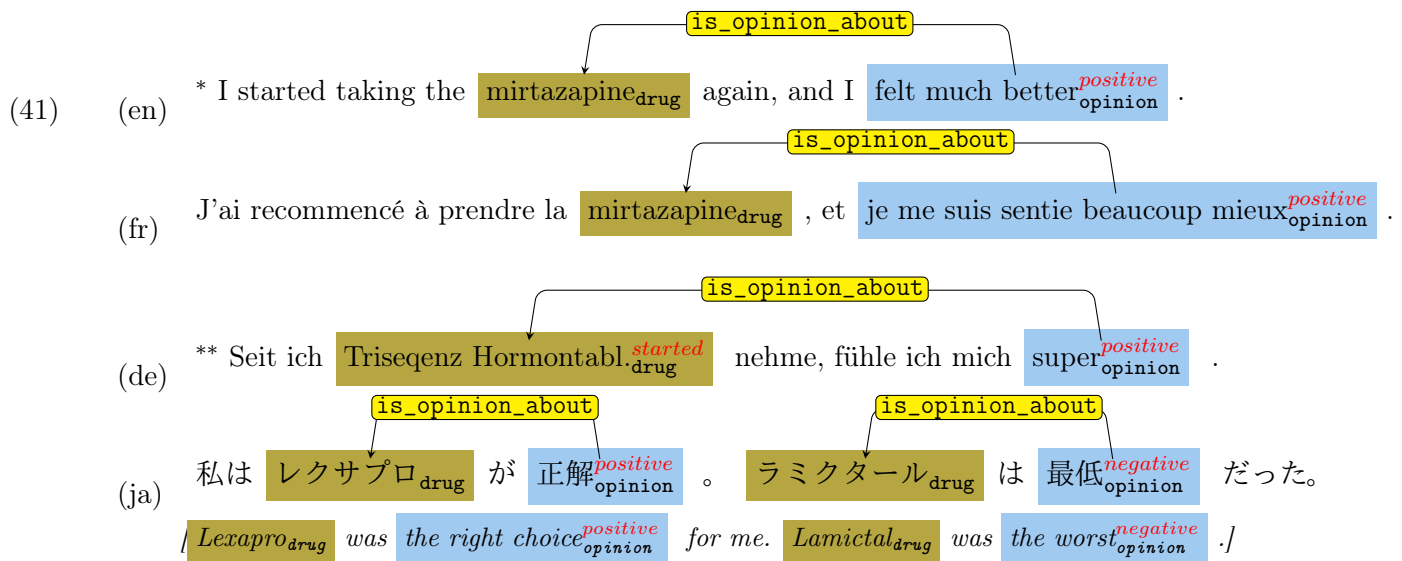 is_opinion_about
(41) (en) * I started taking the mirtazapine drug again, and I felt much better positive opinion .
is_opinion_about
(fr) J'ai recommencé à prendre la mirtazapine drug , et je me suis sentie beaucoup mieux positive opinion .
is_opinion_about
(de) ** Seit ich Triseqenz Hormontabl. started drug nehme, fühle ich mich super positive opinion .
is_opinion_about is_opinion_about
(ja) 私は レクサプロ drug が 正解 positive opinion 。 ラミクタール drug は 最低 negative opinion だった。
[ Lexapro drug was the right choice positive opinion for me. Lamictal drug was the worst negative opinion .]